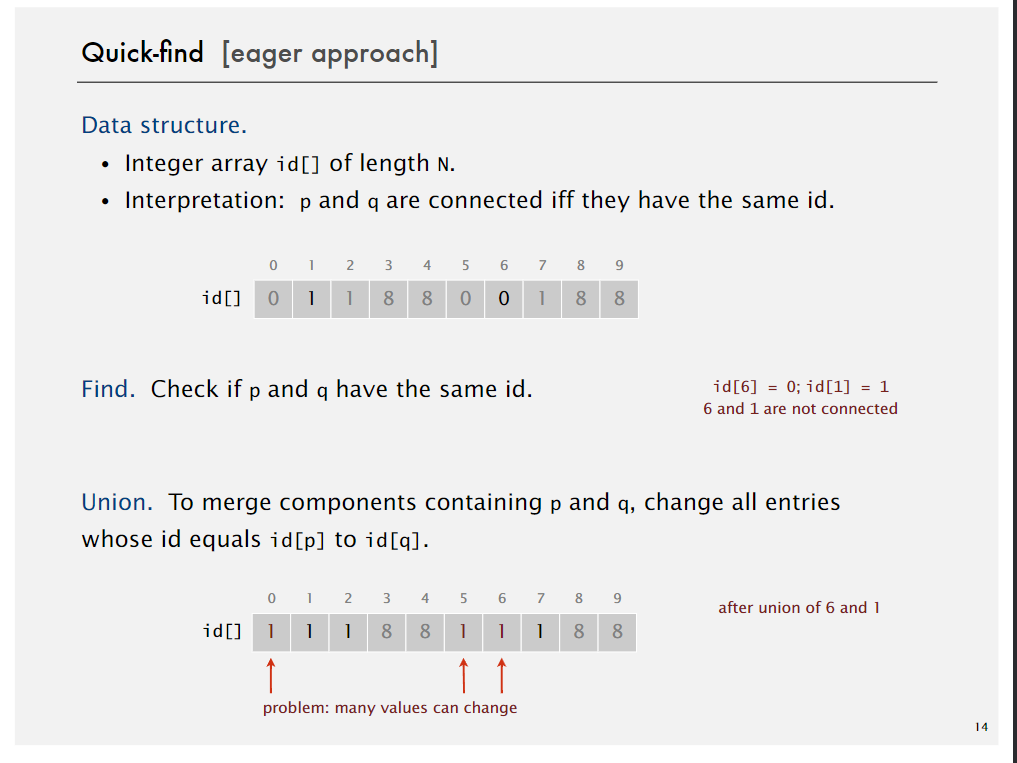 Quick-find [eager approach]
Data structure.
• Integer array id[] of length N.
• Interpretation: p and q are connected iff they have the same id.
0 1 2 3 4 5 6 7 8 9
id[] 0 1 1 8 8 0 0 1 8 8
Find. Check if p and q have the same id.
id[6] = 0; id[1] = 1
6 and 1 are not connected
Union. To merge components containing p and q, change all entries
whose id equals id[p] to id[q].
0 1 2 3 4 5 6 7 8 9
after union of 6 and 1
id[] 1 1 1 8 8 1 1 1 8 8
problem: many values can change
14